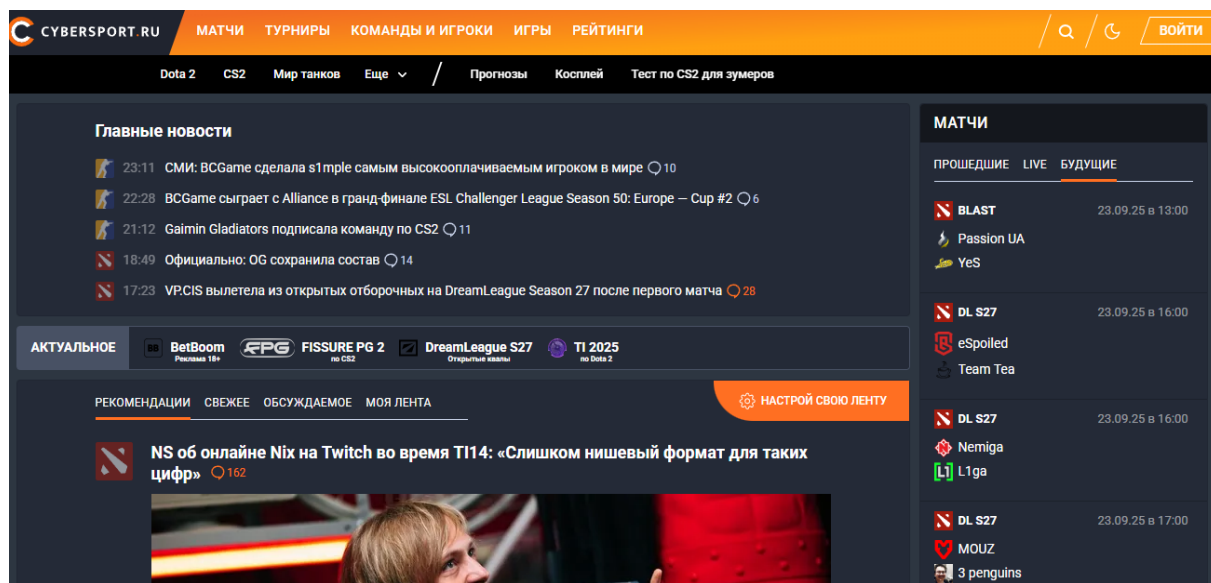 CYBERSPORT.RU
МАТЧИ ТУРНИРЫ КОМАНДЫ И ИГРОКИ ИГРЫ РЕЙТИНГИ
ВОЙТИ
Dota 2 CS2 Мир танков Еще Прогнозы Косплей Тест по CS2 для зумеров
Главные новости
23:11 СМИ: BCGame сделала s1mple самым высокооплачиваемым игроком в мире 10
22:28 BCGame сыграет с Alliance в гранд-финале ESL Challenger League Season 50: Europe — Cup #2 6
21:12 Gaimin Gladiators подписала команду по CS2 11
18:49 Официально: OG сохранила состав 14
17:23 VP.CIS вылетела из открытых отборочных на DreamLeague Season 27 после первого матча 28
АКТУАЛЬНОЕ
BB BetBoom
Реклама 18+
FPG FISSURE PG 2
по CS2
DreamLeague S27
Открытые квалы
TI 2025
по Dota 2
РЕКОМЕНДАЦИИ СВЕЖЕЕ ОБСУЖДАЕМОЕ МОЯ ЛЕНТА
НАСТРОЙ СВОЮ ЛЕНТУ
NS об онлайне Nix на Twitch во время TI14: «Слишком нишевый формат для таких
цифр» 162
МАТЧИ
ПРОШЕДШИЕ LIVE БУДУЩИЕ
BLAST 23.09.25 в 13:00
Passion UA
YeS
DL S27 23.09.25 в 16:00
eSpoiled
Team Tea
DL S27 23.09.25 в 16:00
Nemiga
L1 L1ga
DL S27 23.09.25 в 17:00
MOUZ
3 penguins